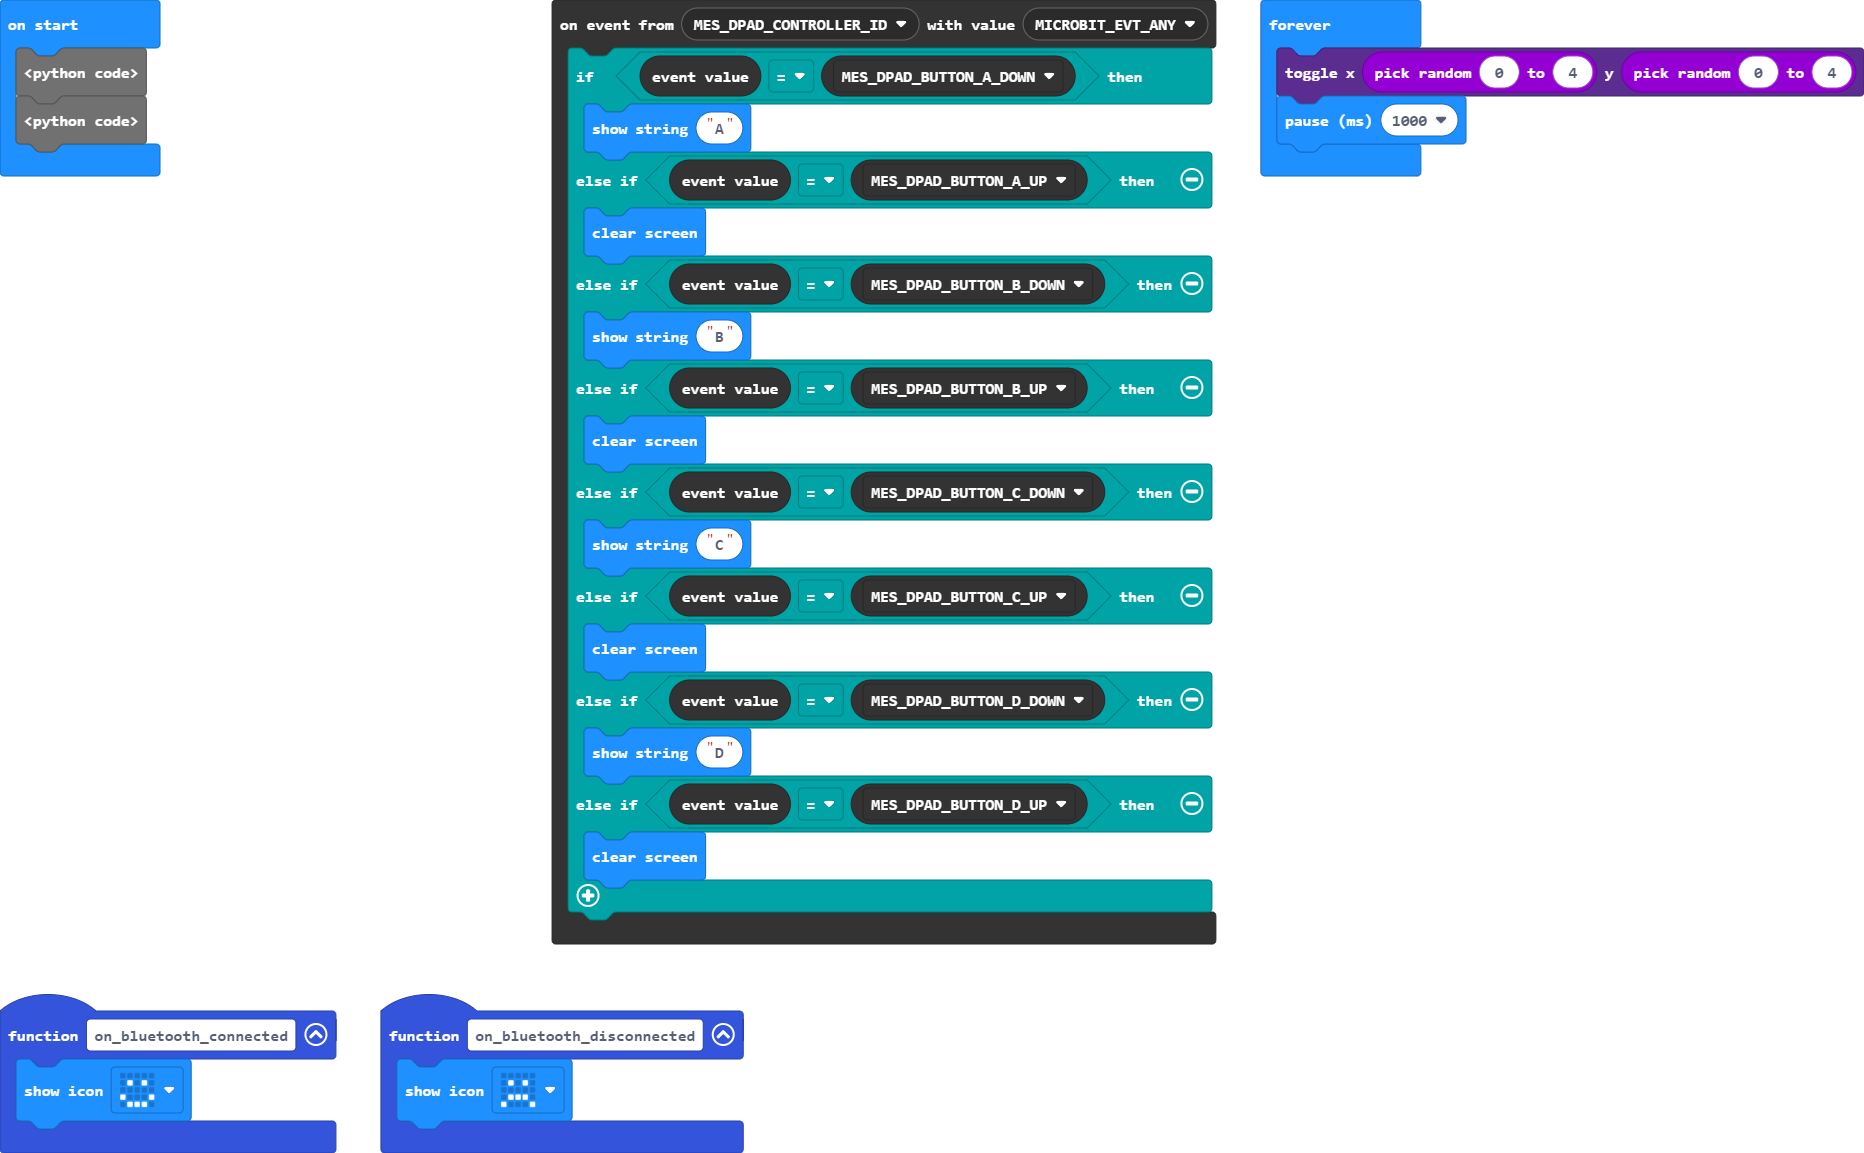 on start
<python code>
<python code>
on event from MES_DPAD_CONTROLLER_ID with value MICROBIT_EVT_ANY
if event value = MES_DPAD_BUTTON_A_DOWN then
show string "A"
else if event value = MES_DPAD_BUTTON_A_UP then
clear screen
else if event value = MES_DPAD_BUTTON_B_DOWN then
show string "B"
else if event value = MES_DPAD_BUTTON_B_UP then
clear screen
else if event value = MES_DPAD_BUTTON_C_DOWN then
show string "C"
else if event value = MES_DPAD_BUTTON_C_UP then
clear screen
else if event value = MES_DPAD_BUTTON_D_DOWN then
show string "D"
else if event value = MES_DPAD_BUTTON_D_UP then
clear screen
forever
toggle x pick random 0 to 4 y pick random 0 to 4
pause (ms) 1000
function on_bluetooth_connected
show icon
function on_bluetooth_disconnected
show icon